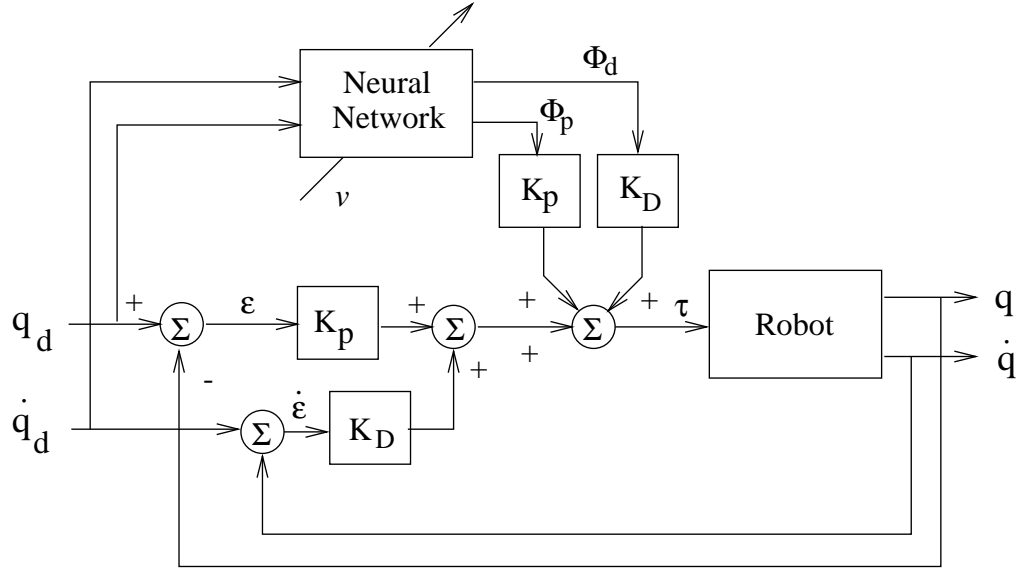 Neural
Network
Φd
Φp
ν
Kp
KD
+
+
qd
+
Σ
ε
Kp
+
Σ
+
Σ
τ
Robot
q
q̇
-
+
q̇d
Σ
ε̇
KD
+